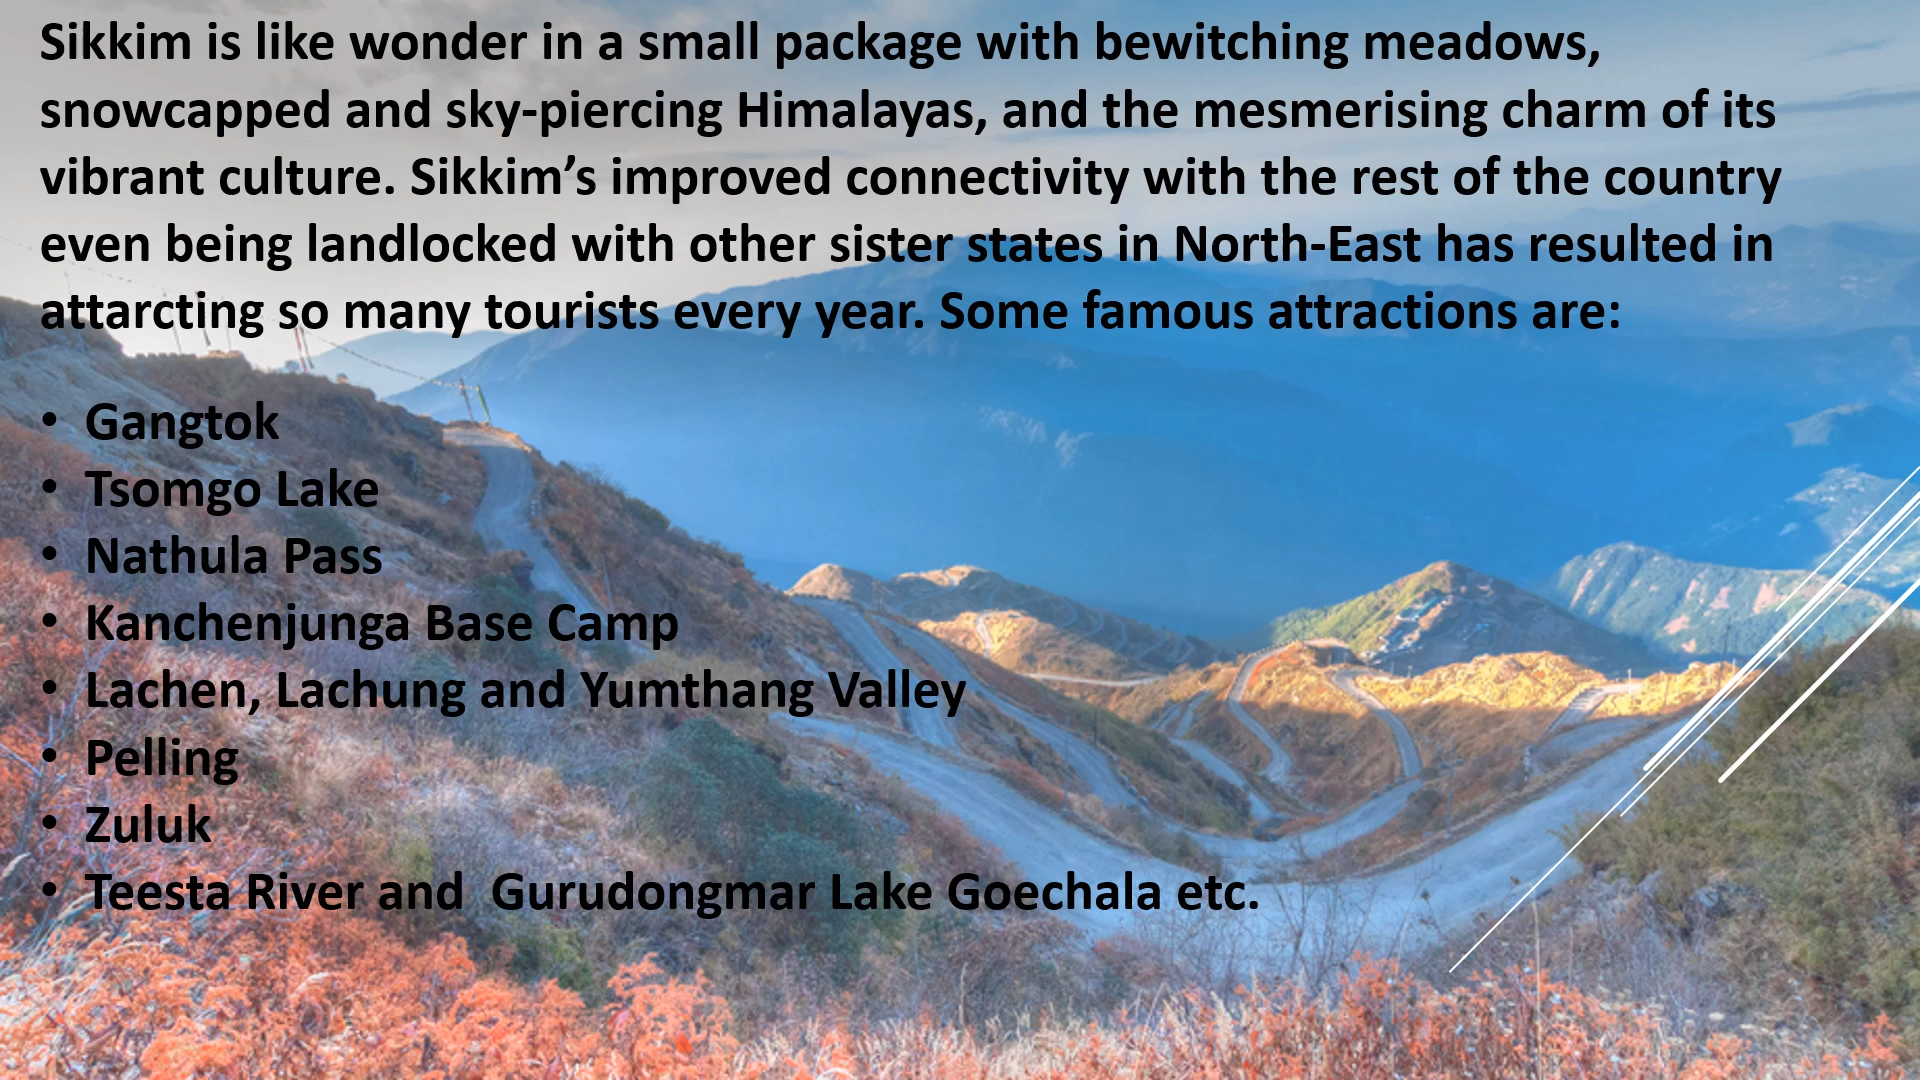 Sikkim is like wonder in a small package with bewitching meadows,
snowcapped and sky-piercing Himalayas, and the mesmerising charm of its
vibrant culture. Sikkim’s improved connectivity with the rest of the country
even being landlocked with other sister states in North-East has resulted in
attarcting so many tourists every year. Some famous attractions are:
• Gangtok
• Tsomgo Lake
• Nathula Pass
• Kanchenjunga Base Camp
• Lachen, Lachung and Yumthang Valley
• Pelling
• Zuluk
• Teesta River and  Gurudongmar Lake Goechala etc.